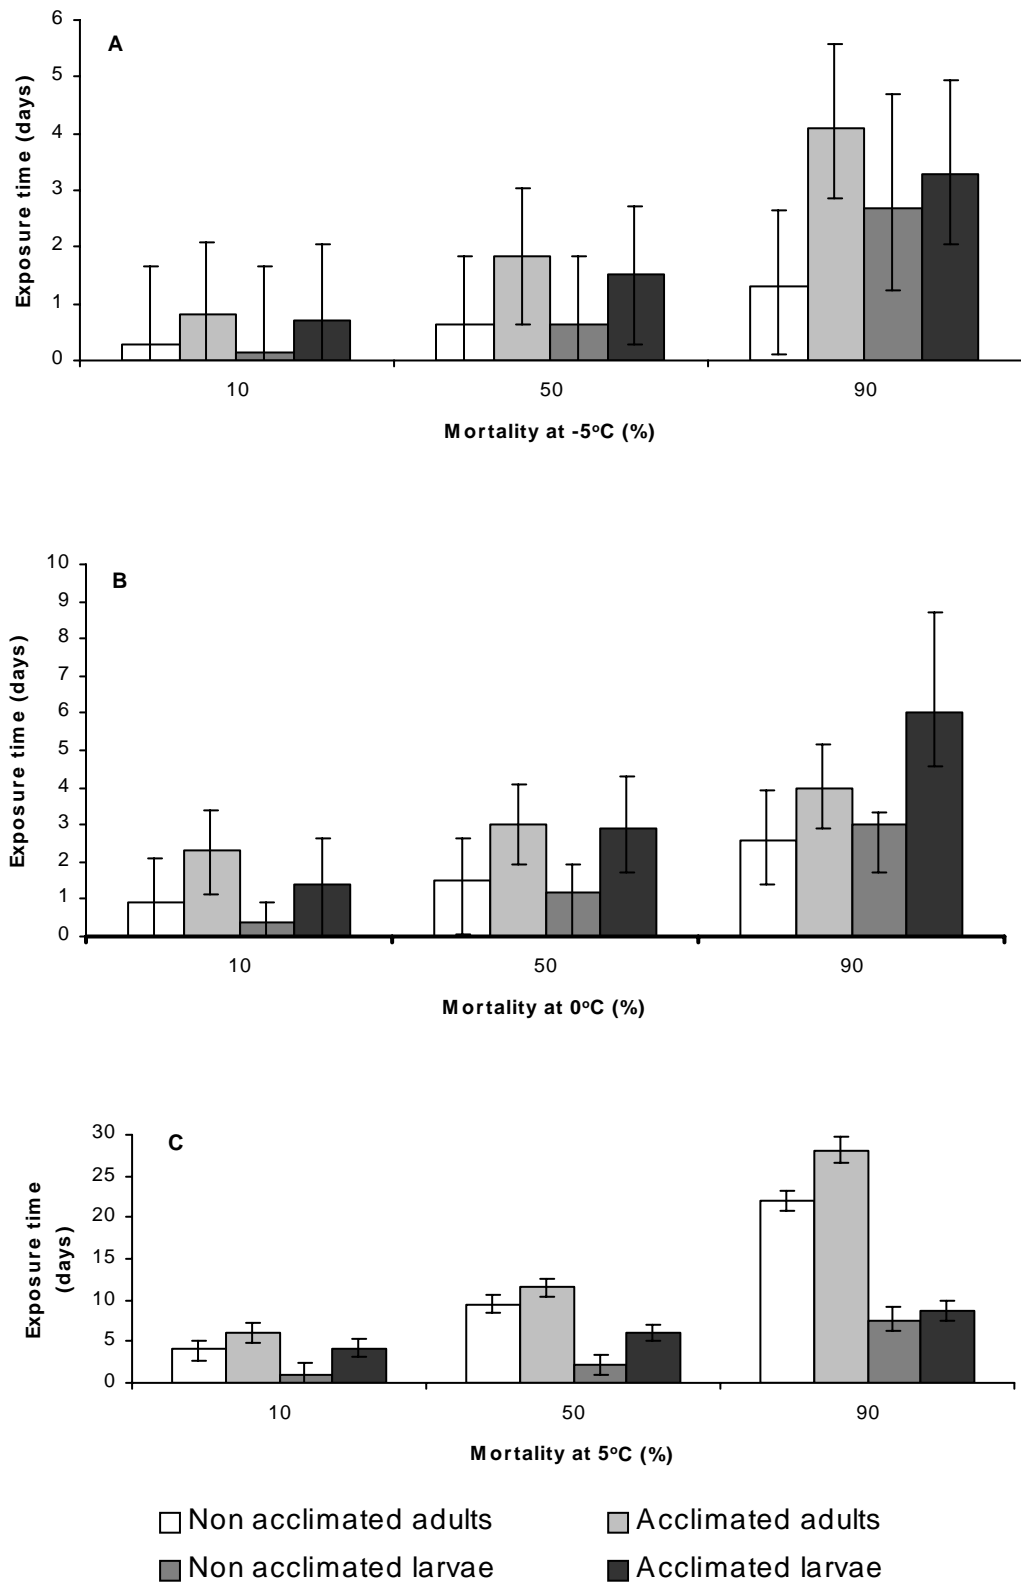 A
Exposure time (days)
6
5
4
3
2
1
0
10 50 90
Mortality at -5°C (%)
B
Exposure time (days)
10
9
8
7
6
5
4
3
2
1
0
10 50 90
Mortality at 0°C (%)
C
Exposure time
(days)
30
25
20
15
10
5
0
10 50 90
Mortality at 5°C (%)
Non acclimated adults Acclimated adults
Non acclimated larvae Acclimated larvae